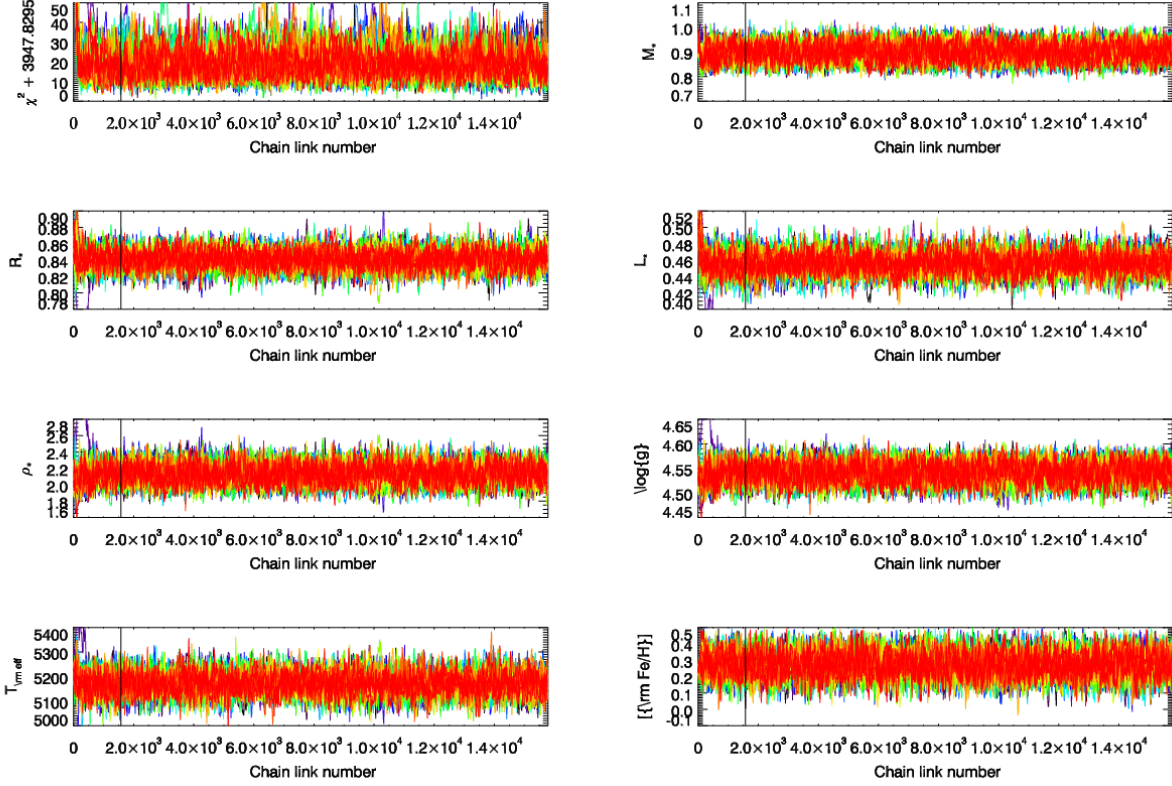 χ² + 3947.8295
50
40
30
20
10
0
0 2.0×10³ 4.0×10³ 6.0×10³ 8.0×10³ 1.0×10⁴ 1.2×10⁴ 1.4×10⁴
Chain link number
M*
1.1
1.0
0.9
0.8
0.7
0 2.0×10³ 4.0×10³ 6.0×10³ 8.0×10³ 1.0×10⁴ 1.2×10⁴ 1.4×10⁴
Chain link number
R*
0.90
0.88
0.86
0.84
0.82
0.80
0.78
0 2.0×10³ 4.0×10³ 6.0×10³ 8.0×10³ 1.0×10⁴ 1.2×10⁴ 1.4×10⁴
Chain link number
L*
0.52
0.50
0.48
0.46
0.44
0.42
0.40
0 2.0×10³ 4.0×10³ 6.0×10³ 8.0×10³ 1.0×10⁴ 1.2×10⁴ 1.4×10⁴
Chain link number
ρ*
2.8
2.6
2.4
2.2
2.0
1.8
1.6
0 2.0×10³ 4.0×10³ 6.0×10³ 8.0×10³ 1.0×10⁴ 1.2×10⁴ 1.4×10⁴
Chain link number
\log{g}
4.65
4.60
4.55
4.50
4.45
0 2.0×10³ 4.0×10³ 6.0×10³ 8.0×10³ 1.0×10⁴ 1.2×10⁴ 1.4×10⁴
Chain link number
T\rm eff
5400
5300
5200
5100
5000
0 2.0×10³ 4.0×10³ 6.0×10³ 8.0×10³ 1.0×10⁴ 1.2×10⁴ 1.4×10⁴
Chain link number
[{\rm Fe/H}]
0.5
0.4
0.3
0.2
0.1
0.0
-0.1
0 2.0×10³ 4.0×10³ 6.0×10³ 8.0×10³ 1.0×10⁴ 1.2×10⁴ 1.4×10⁴
Chain link number